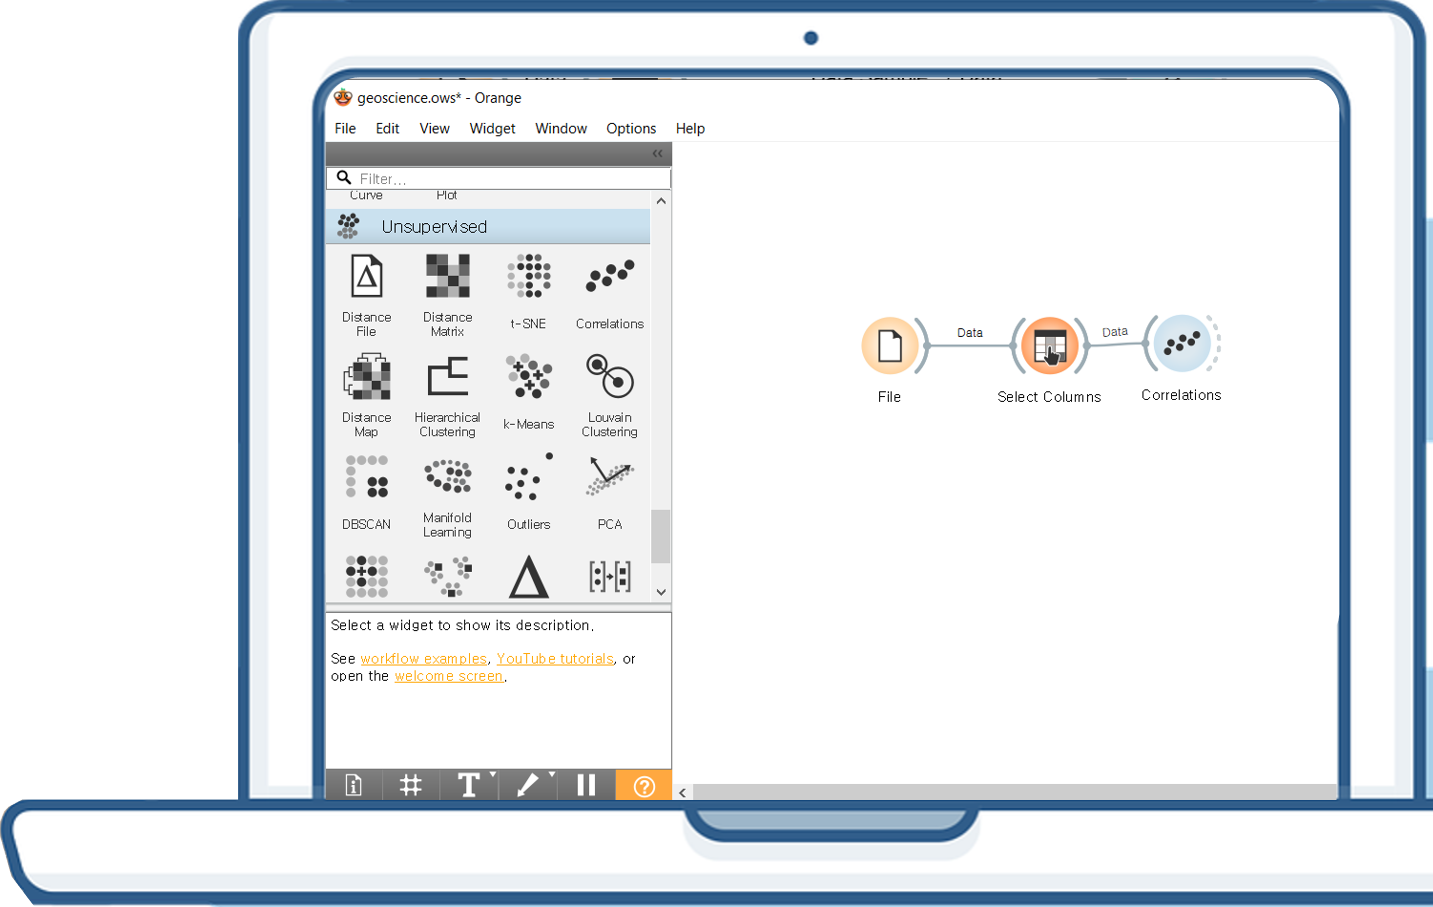 geoscience.ows* - Orange
File Edit View Widget Window Options Help
Filter...
Curve Plot
Unsupervised
Distance File
Distance Matrix
t-SNE
Correlations
Distance Map
Hierarchical Clustering
k-Means
Louvain Clustering
DBSCAN
Manifold Learning
Outliers
PCA
Select a widget to show its description.
See workflow examples, YouTube tutorials, or
open the welcome screen.
Data
Data
File
Select Columns
Correlations